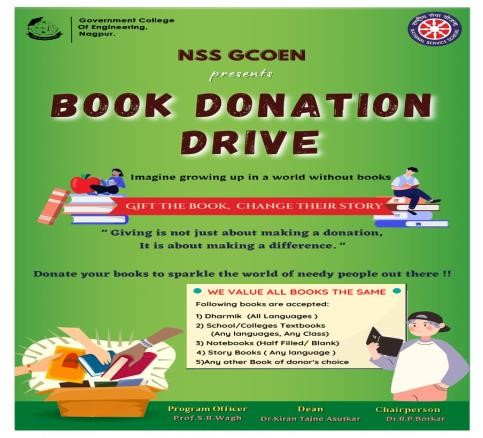 Government College
Of Engineering,
Nagpur.
NATIONAL SERVICE SCHEME
NSS GCOEN
presents
BOOK DONATION
DRIVE
Imagine growing up in a world without books
GIFT THE BOOK, CHANGE THEIR STORY
“ Giving is not just about making a donation,
It is about making a difference. “
Donate your books to sparkle the world of needy people out there !!
WE VALUE ALL BOOKS THE SAME
Following books are accepted:
1) Dharmik (All Languages )
2) School/Colleges Textbooks
(Any languages, Any Class)
3) Notebooks (Half Filled/ Blank)
4) Story Books ( Any language )
5)Any other Book of donor's choice
Program Officer
Prof.S.R.Wagh
Dean
Dr.Kiran Tajne Asutkar
Chairperson
Dr.R.P.Borkar